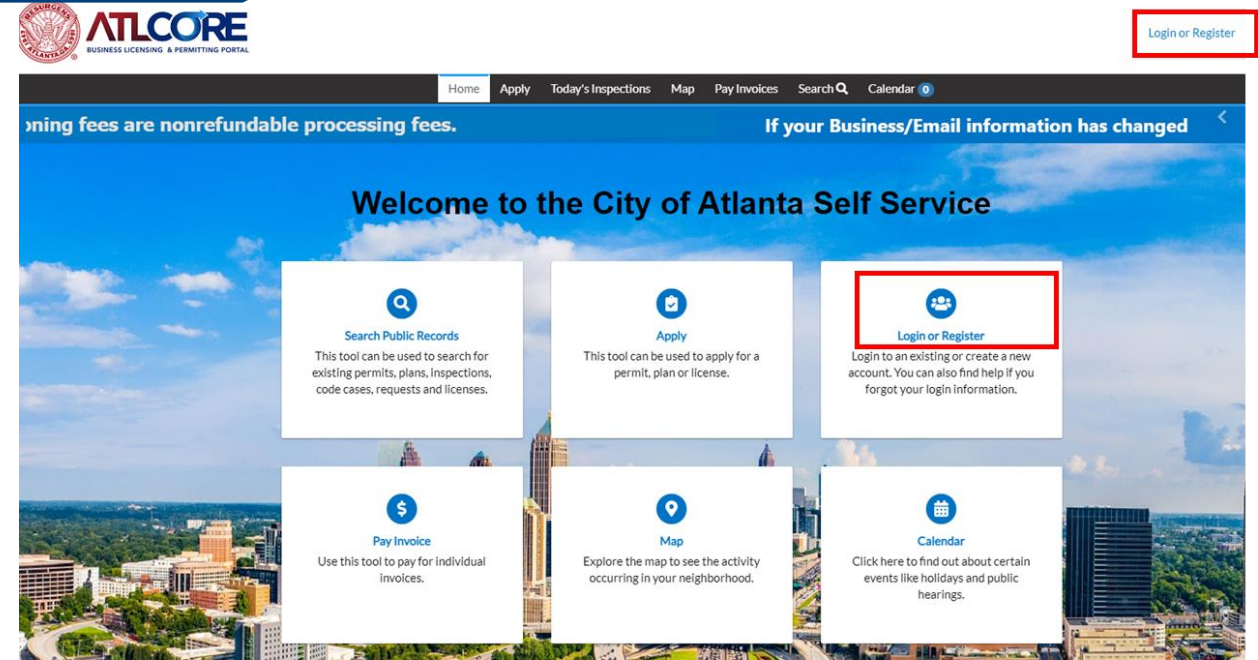 RESURGENS
ATLANTA, GA.
ATLCORE
BUSINESS LICENSING & PERMITTING PORTAL
Login or Register
Home Apply Today's Inspections Map Pay Invoices Search Calendar 0
ning fees are nonrefundable processing fees. If your Business/Email information has changed
Welcome to the City of Atlanta Self Service
Search Public Records
This tool can be used to search for
existing permits, plans, inspections,
code cases, requests and licenses.
Apply
This tool can be used to apply for a
permit, plan or license.
Login or Register
Login to an existing or create a new
account. You can also find help if you
forgot your login information.
Pay Invoice
Use this tool to pay for individual
invoices.
Map
Explore the map to see the activity
occurring in your neighborhood.
Calendar
Click here to find out about certain
events like holidays and public
hearings.